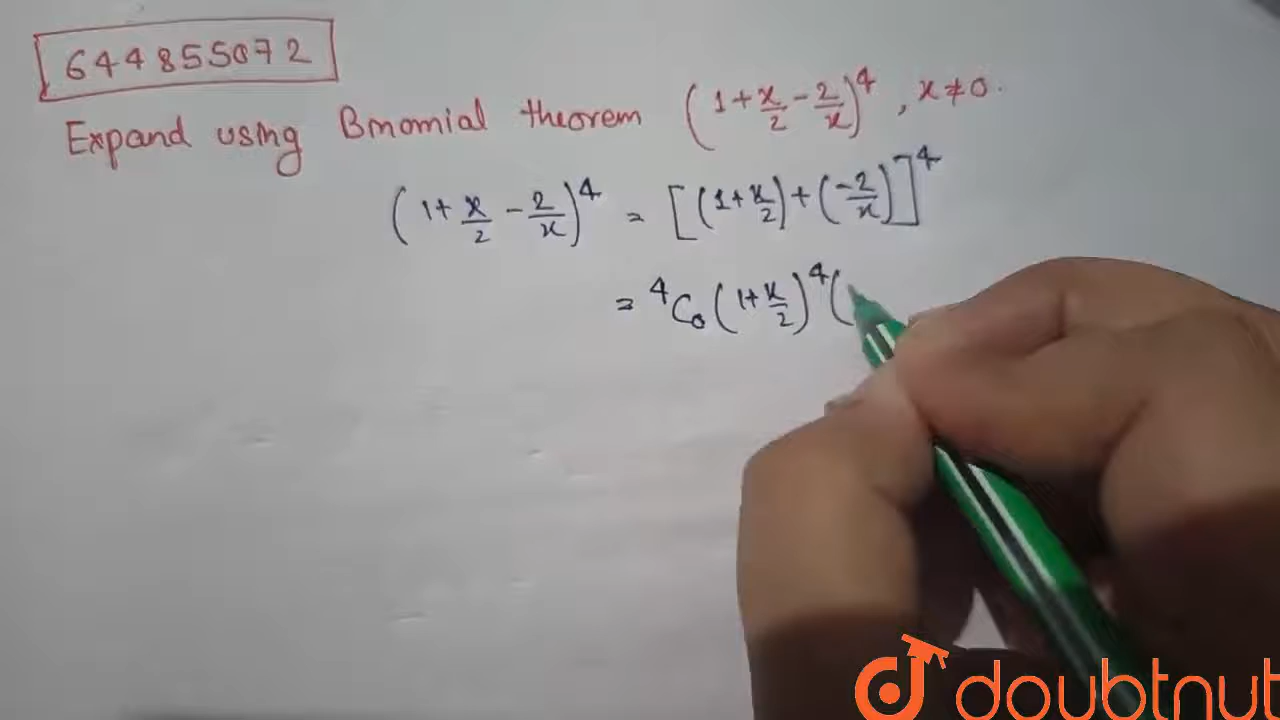 644855072
Expand using Bmomial theorem (1+x/2-2/x)^4, x≠0.
(1+x/2-2/x)^4 = [(1+x/2)+(-2/x)]^4
= ⁴C₀(1+x/2)^4(
doubtnut